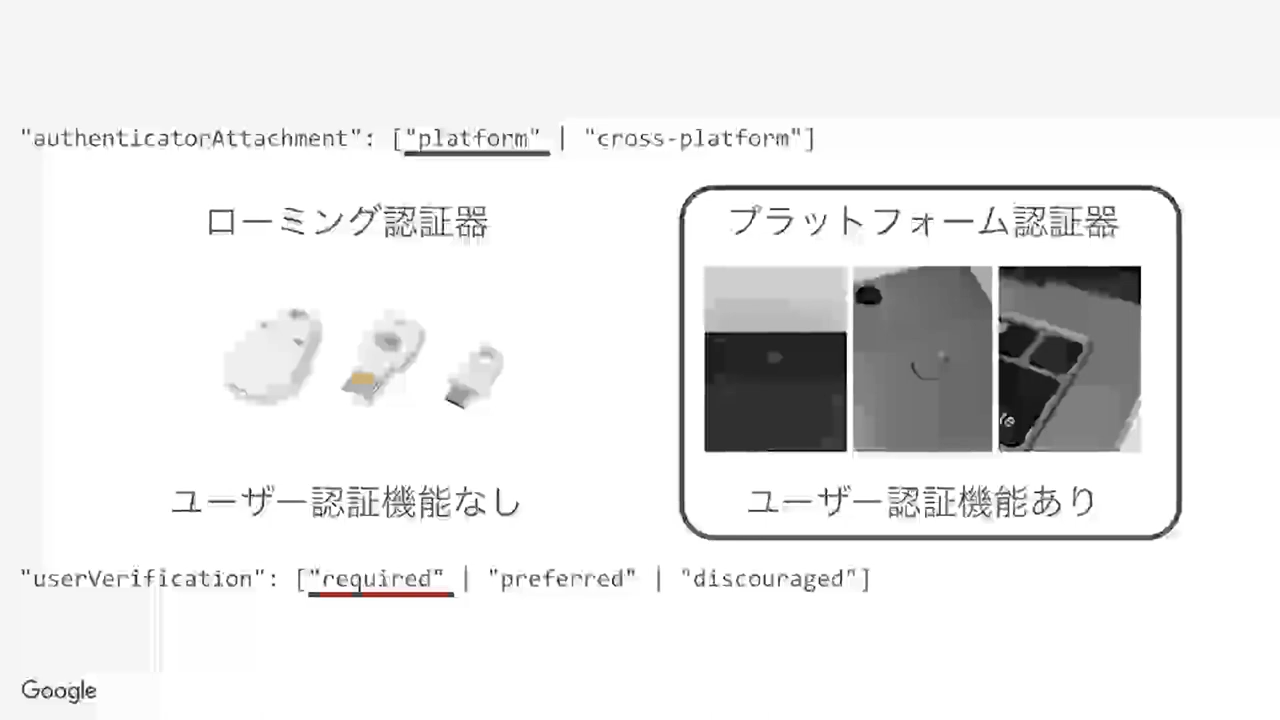 "authenticatorAttachment": ["platform" | "cross-platform"]
ローミング認証器
プラットフォーム認証器
te
ユーザー認証機能なし
ユーザー認証機能あり
"userVerification": ["required" | "preferred" | "discouraged"]
Google